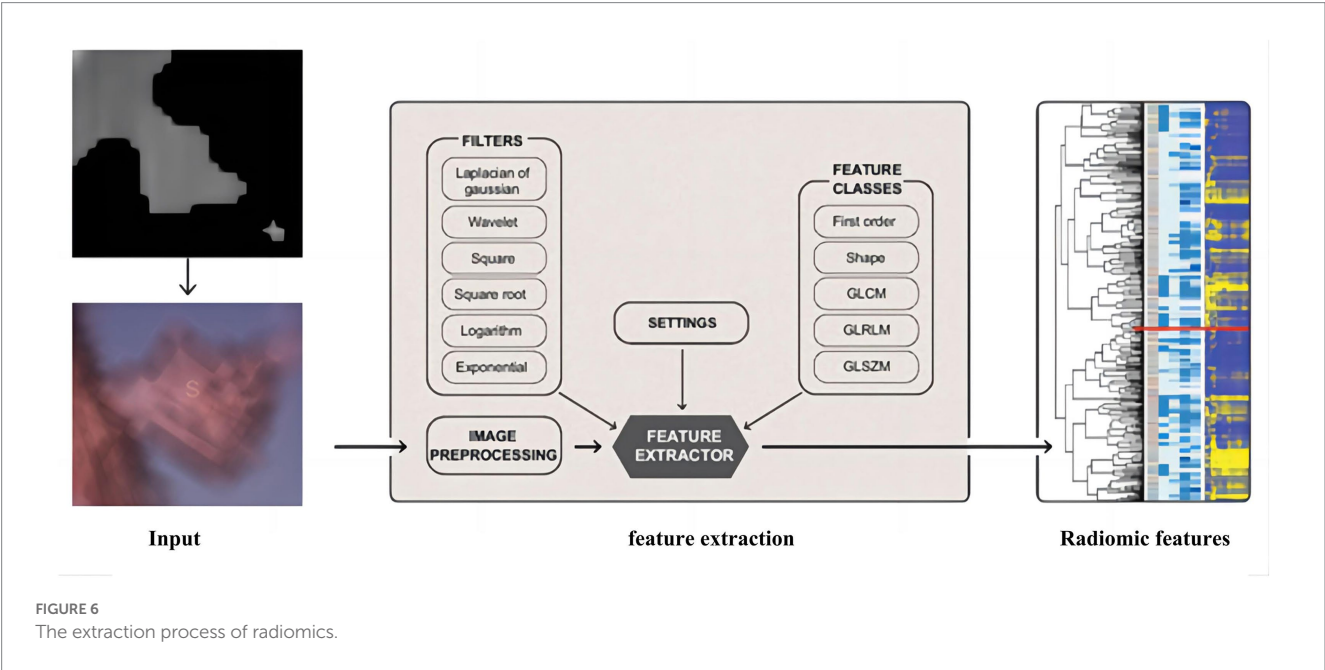 S
FILTERS
Laplacian of
gaussian
Wavelet
Square
Square root
Logarithm
Exponential
IMAGE
PREPROCESSING
SETTINGS
FEATURE
EXTRACTOR
FEATURE
CLASSES
First order
Shape
GLCM
GLRLM
GLSZM
Input
feature extraction
Radiomic features
FIGURE 6
The extraction process of radiomics.